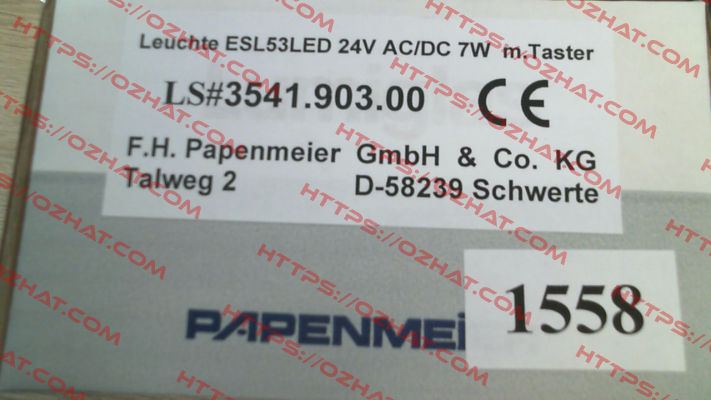 Leuchte ESL53LED 24V AC/DC 7W m.Taster
LS#3541.903.00 CE
F.H. Papenmeier GmbH & Co. KG
Talweg 2 D-58239 Schwerte
1558
HTTPS://OZHAT.COM